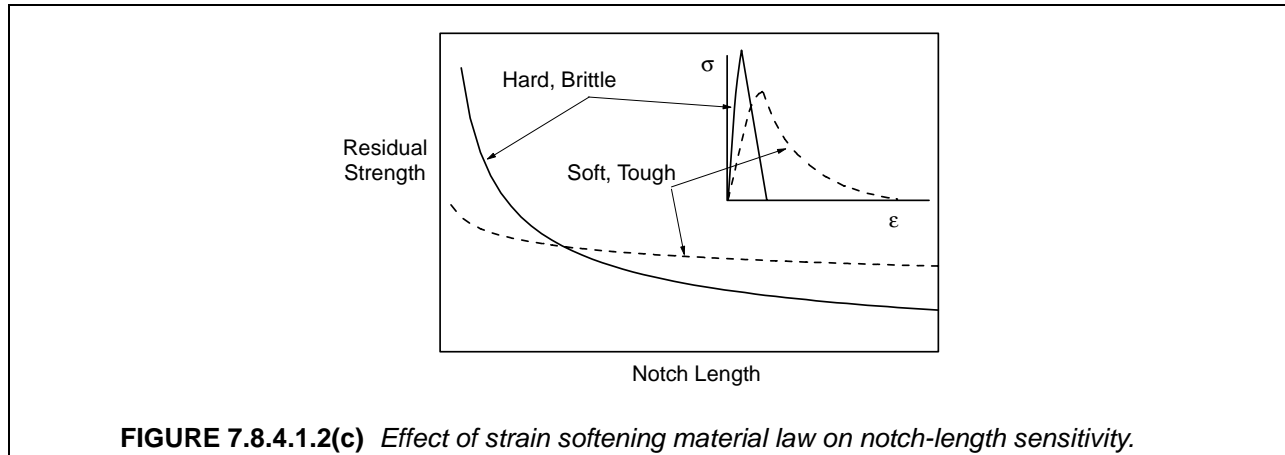 σ
Hard, Brittle
Residual
Strength
Soft, Tough
ε
Notch Length
FIGURE 7.8.4.1.2(c) Effect of strain softening material law on notch-length sensitivity.